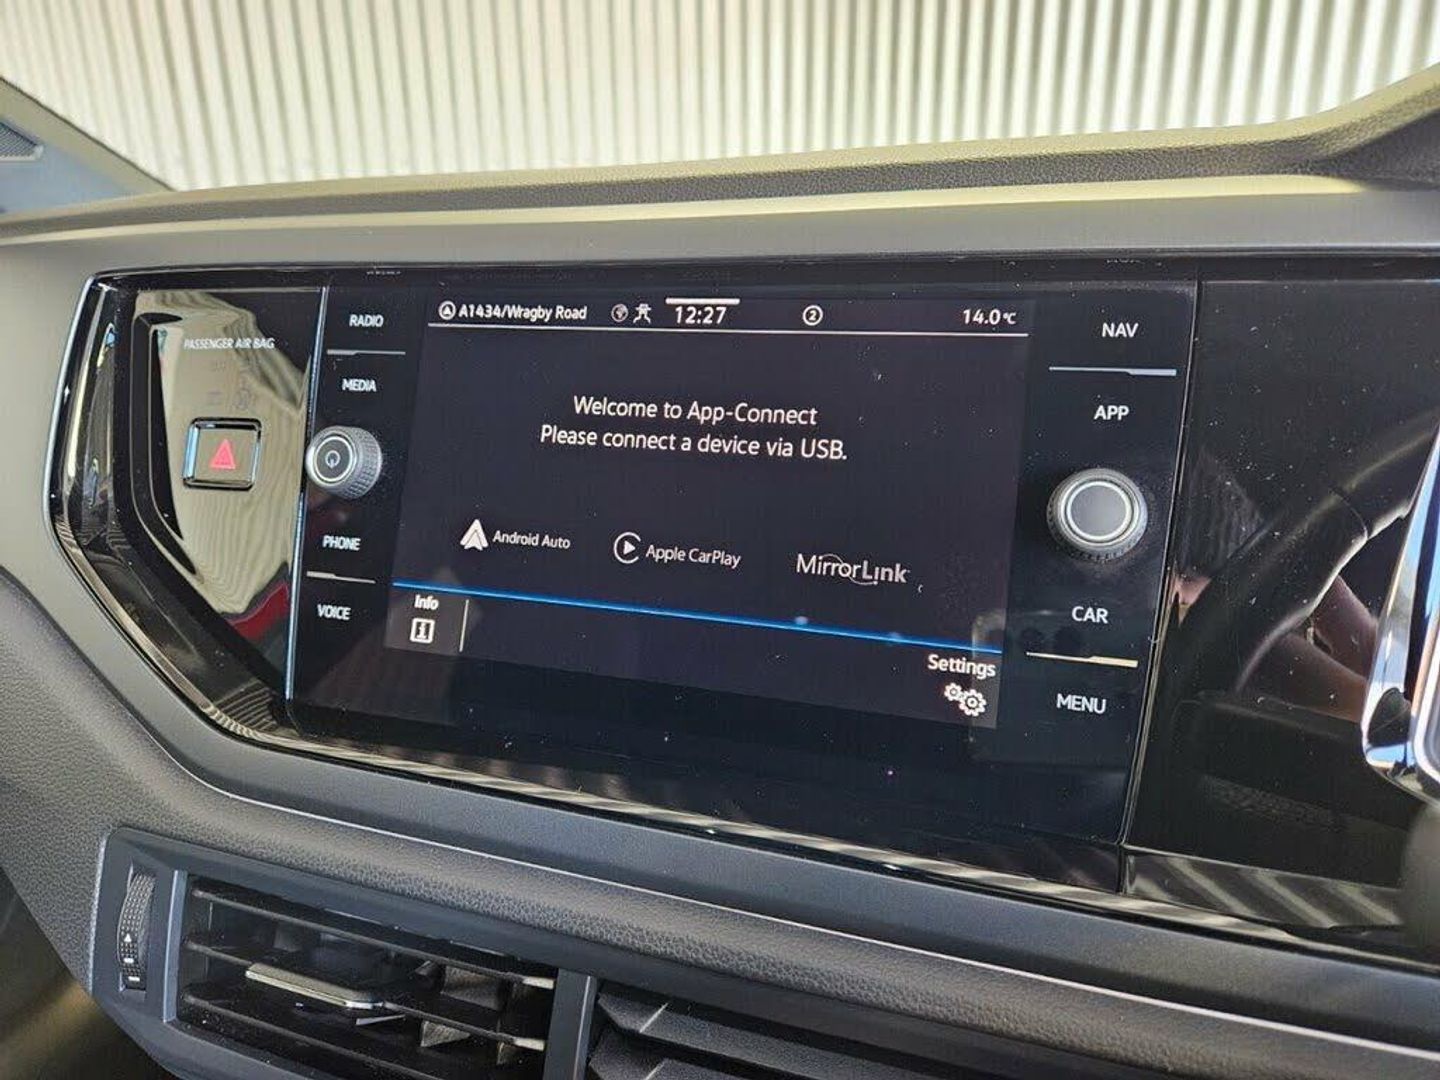 PASSENGER AIR BAG
RADIO
MEDIA
PHONE
VOICE
A1434/Wragby Road
12:27
2
14.0°C
Welcome to App-Connect
Please connect a device via USB.
Android Auto
Apple CarPlay
MirrorLink
Info
Settings
NAV
APP
CAR
MENU